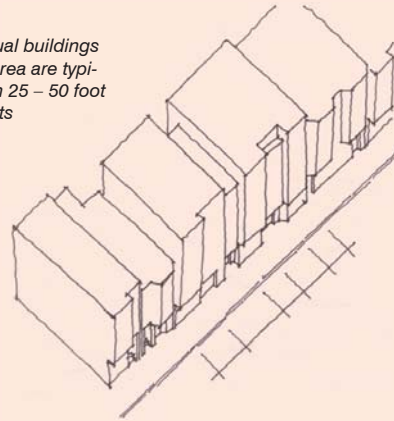 ual buildings
rea are typi-
25 – 50 foot
ts